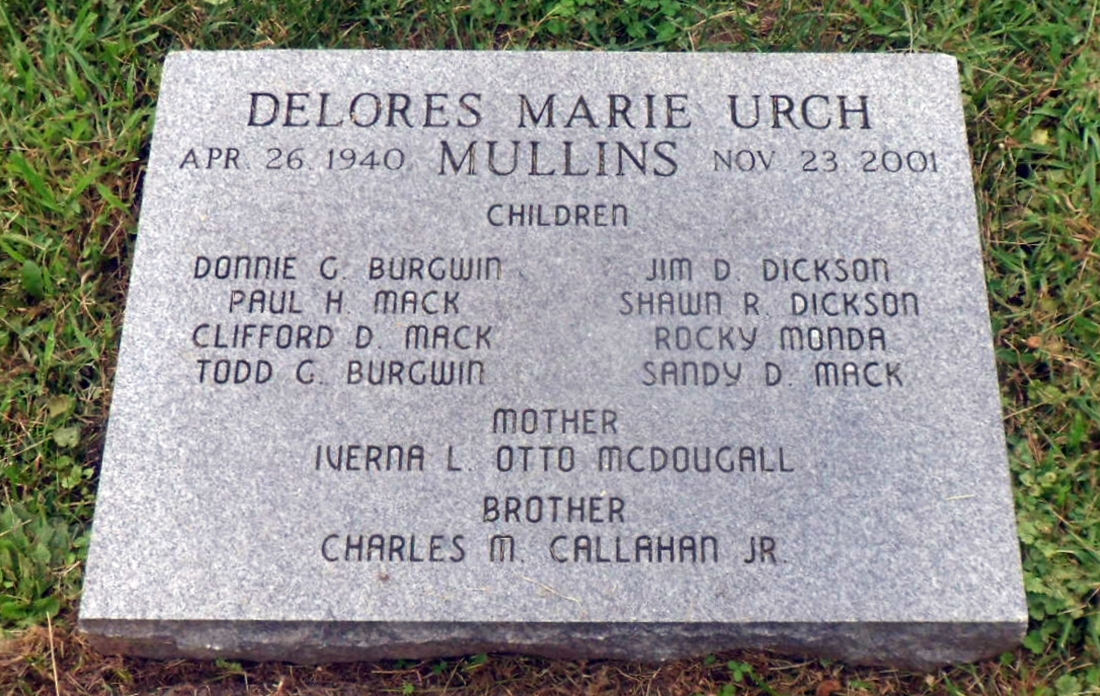 DELORES MARIE URCH
APR. 26. 1940 MULLINS NOV. 23. 2001
CHILDREN
DONNIE G. BURGWIN JIM D. DICKSON
PAUL H. MACK SHAWN R. DICKSON
CLIFFORD D. MACK ROCKY MONDA
TODD G. BURGWIN SANDY D. MACK
MOTHER
IVERNA L. OTTO MCDOUGALL
BROTHER
CHARLES M. CALLAHAN JR.